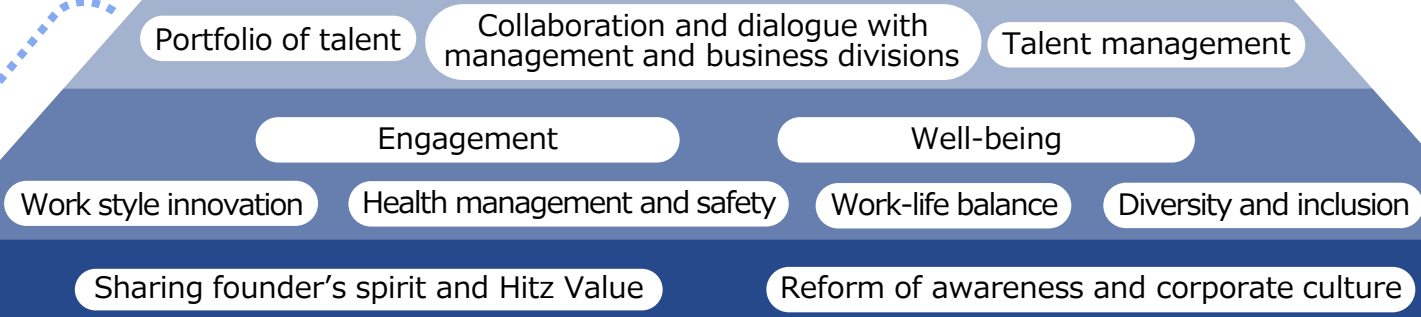 Portfolio of talent
Collaboration and dialogue with
management and business divisions
Talent management
Engagement
Well-being
Work style innovation
Health management and safety
Work-life balance
Diversity and inclusion
Sharing founder’s spirit and Hitz Value
Reform of awareness and corporate culture